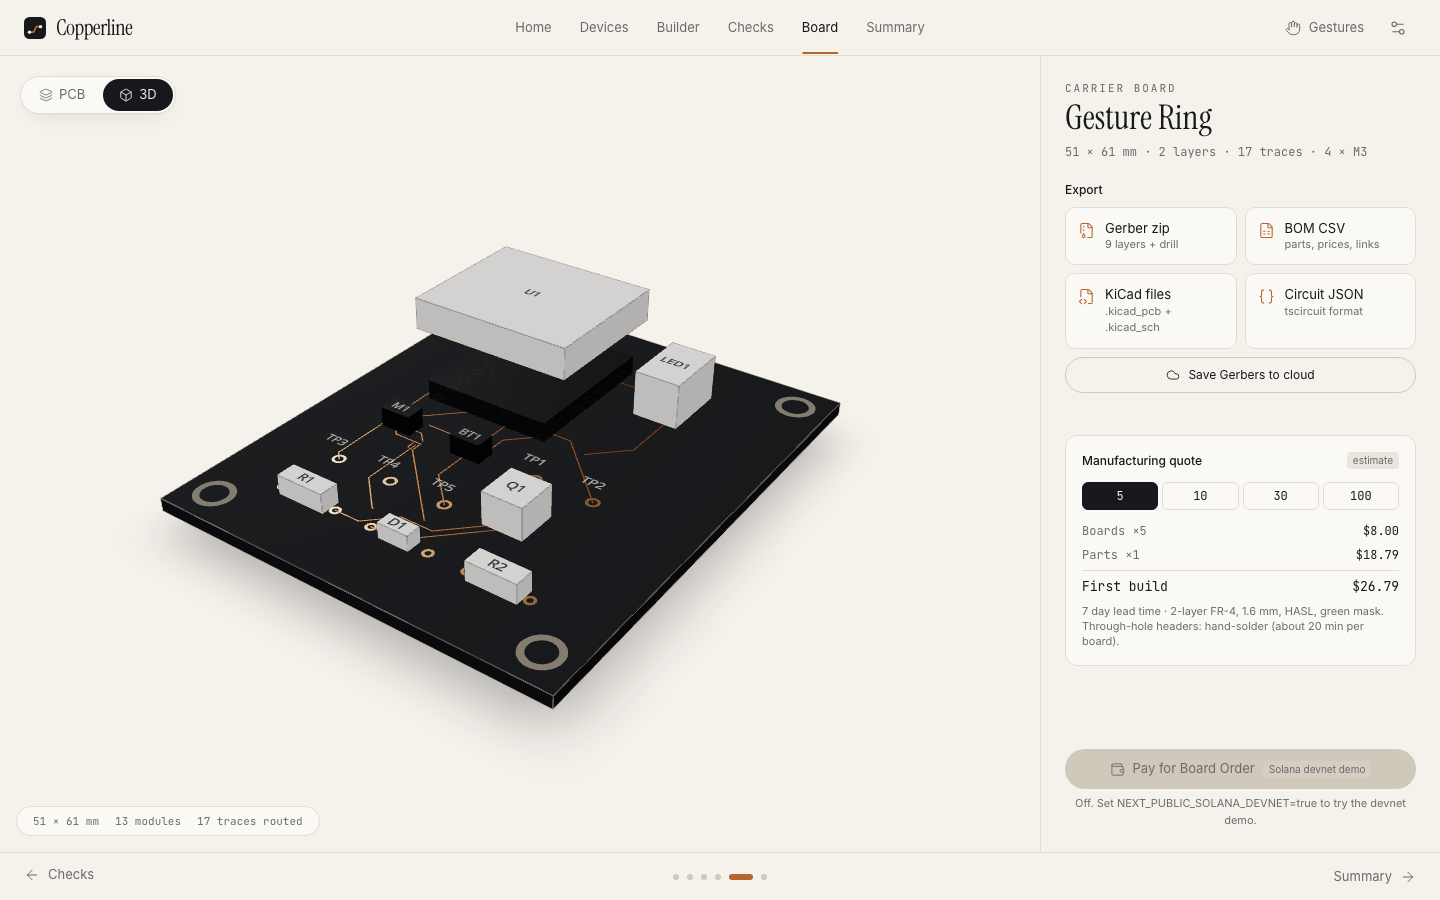 Copperline
Home
Devices
Builder
Checks
Board
Summary
Gestures
PCB
3D
U1
LED1
M1
BT1
TP3
TP4
TP1
TP5
TP2
R1
Q1
D1
R2
51 × 61 mm 13 modules 17 traces routed
CARRIER BOARD
Gesture Ring
51 × 61 mm · 2 layers · 17 traces · 4 × M3
Export
Gerber zip
9 layers + drill
BOM CSV
parts, prices, links
KiCad files
.kicad_pcb +
.kicad_sch
Circuit JSON
tscircuit format
Save Gerbers to cloud
Manufacturing quote
estimate
5
10
30
100
Boards ×5 $8.00
Parts ×1 $18.79
First build $26.79
7 day lead time · 2-layer FR-4, 1.6 mm, HASL, green mask.
Through-hole headers: hand-solder (about 20 min per
board).
Pay for Board Order Solana devnet demo
Off. Set NEXT_PUBLIC_SOLANA_DEVNET=true to try the devnet
demo.
Checks
Summary